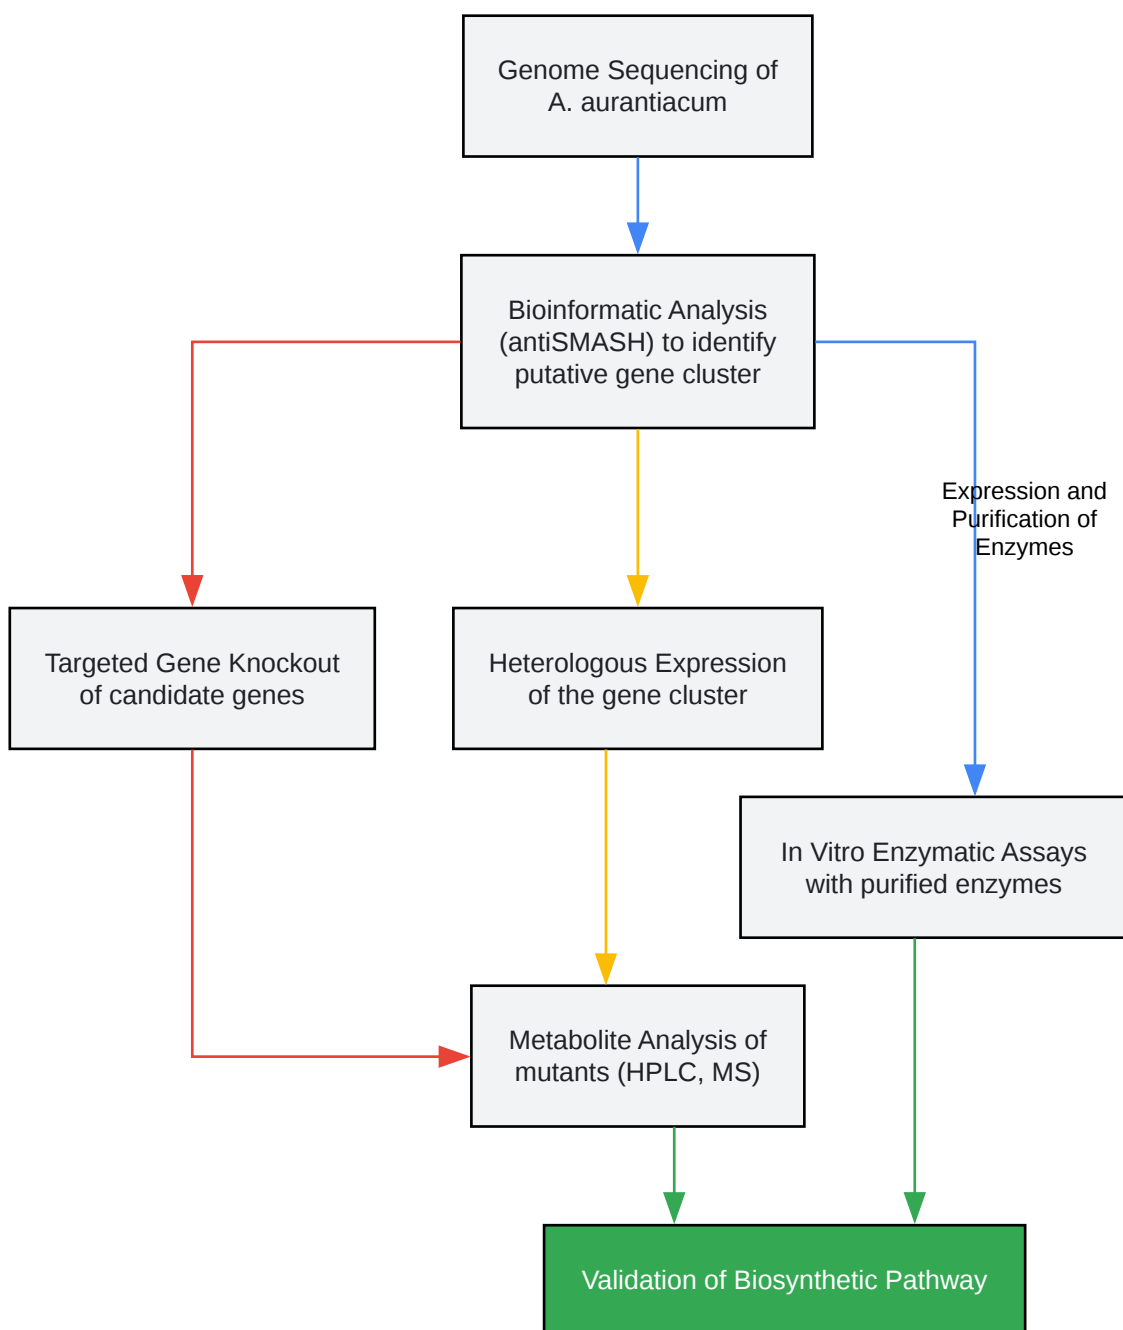 Genome Sequencing of
A. aurantiacum
Bioinformatic Analysis
(antiSMASH) to identify
putative gene cluster
Expression and
Purification of
Enzymes
Targeted Gene Knockout
of candidate genes
Heterologous Expression
of the gene cluster
In Vitro Enzymatic Assays
with purified enzymes
Metabolite Analysis of
mutants (HPLC, MS)
Validation of Biosynthetic Pathway